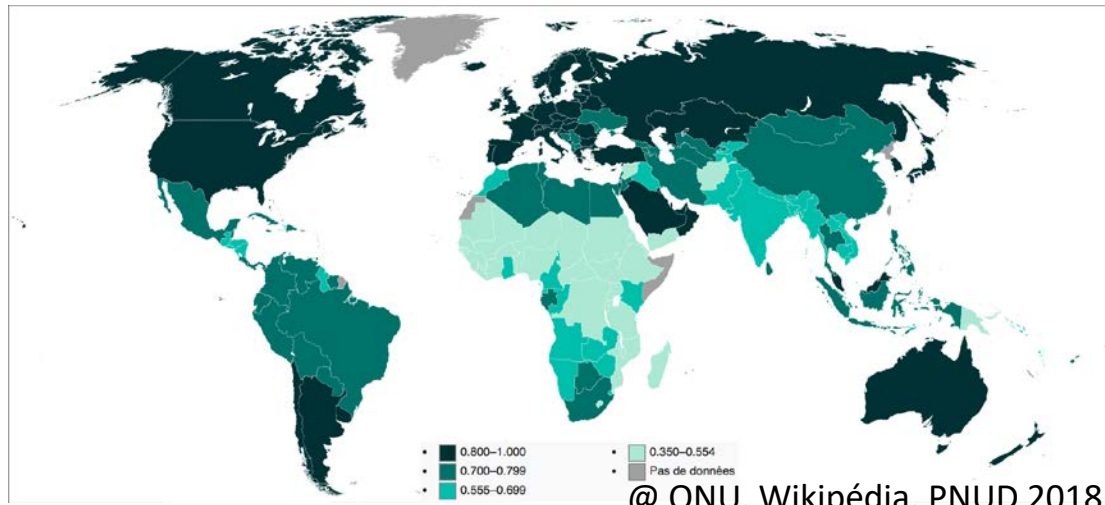 0.800–1.000
0.700–0.799
0.555–0.699
0.350–0.554
Pas de données
@ ONU, Wikipédia, PNUD 2018